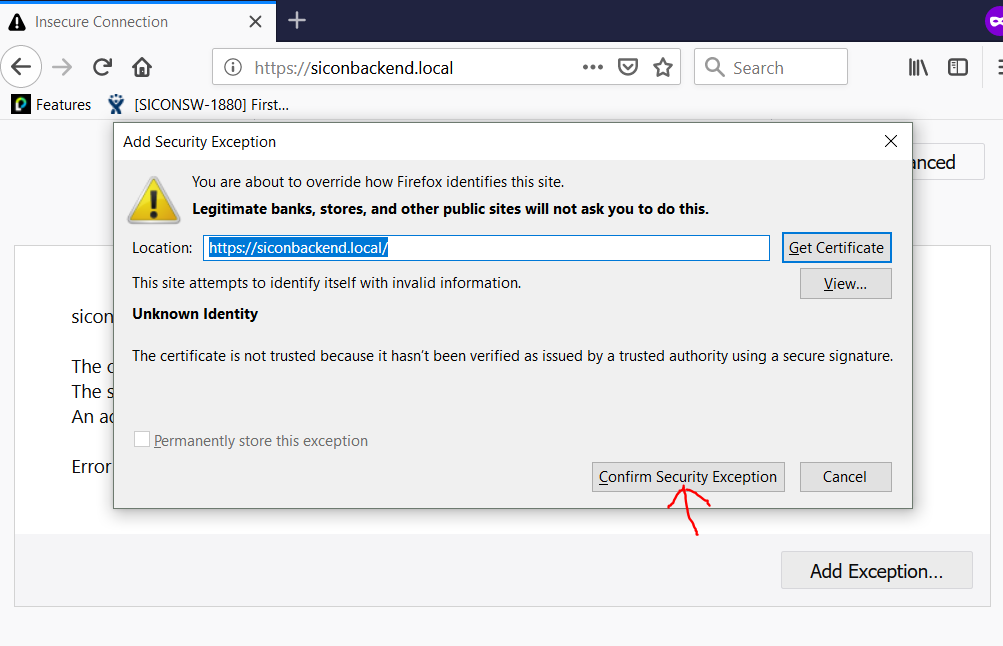 Insecure Connection
https://siconbackend.local
Search
Features
[SICONSW-1880] First...
Add Security Exception
anced
You are about to override how Firefox identifies this site.
Legitimate banks, stores, and other public sites will not ask you to do this.
Location:
https://siconbackend.local/
Get Certificate
This site attempts to identify itself with invalid information.
View...
Unknown Identity
sicon
The certificate is not trusted because it hasn't been verified as issued by a trusted authority using a secure signature.
The c
The s
An ac
Permanently store this exception
Error
Confirm Security Exception
Cancel
Add Exception...